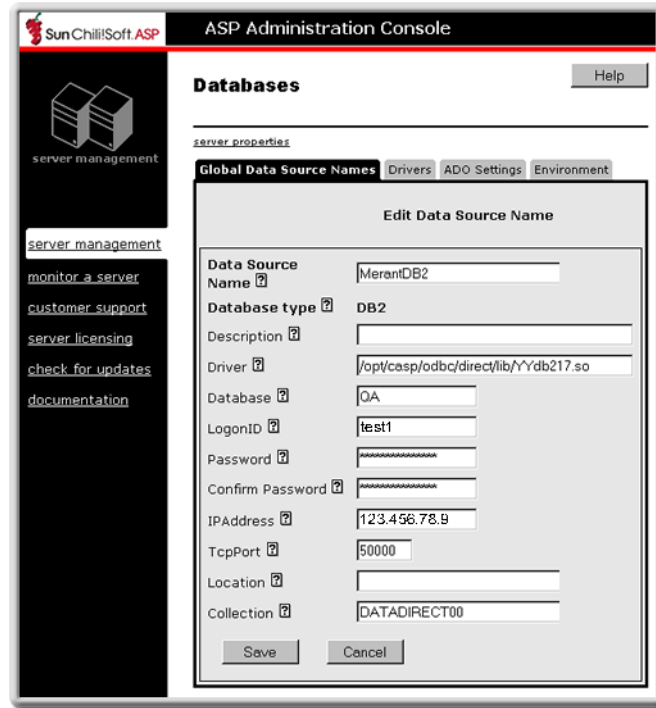 Sun Chili!Soft ASP
ASP Administration Console
server management
server management
monitor a server
customer support
server licensing
check for updates
documentation
Databases
Help
server properties
Global Data Source Names Drivers ADO Settings Environment
Edit Data Source Name
Data Source
Name ? MerantDB2
Database type ? DB2
Description ?
Driver ? /opt/casp/odbc/direct/lib/YYdb217.so
Database ? QA
LogonID ? test1
Password ? **************
Confirm Password ? **************
IPAddress ? 123.456.78.9
TcpPort ? 50000
Location ?
Collection ? DATADIRECT00
Save Cancel